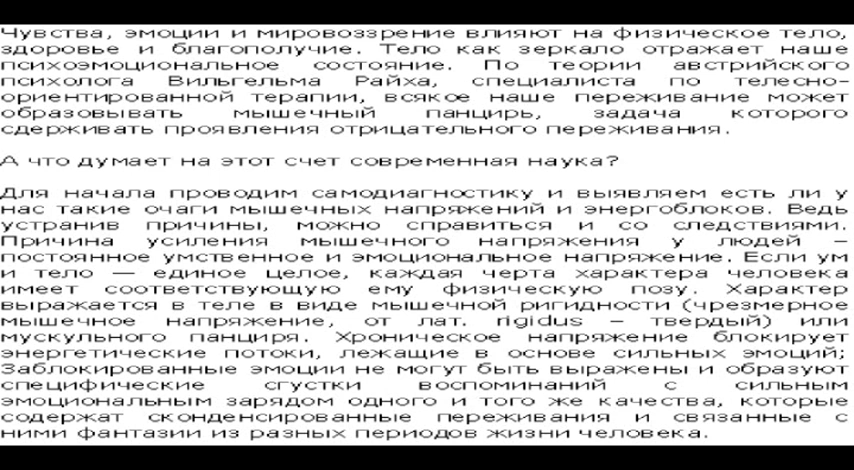 Чувства, эмоции и мировоззрение влияют на физическое тело,
здоровье и благополучие. Тело как зеркало отражает наше
психоэмоциональное состояние. По теории австрийского
психолога Вильгельма Райха, специалиста по телесно-
ориентированной терапии, всякое наше переживание может
образовывать мышечный панцирь, задача которого
сдерживать проявления отрицательного переживания.
А что думает на этот счет современная наука?
Для начала проводим самодиагностику и выявляем есть ли у
нас такие очаги мышечных напряжений и энергоблоков. Ведь
устранив причины, можно справиться и со следствиями.
Причина усиления мышечного напряжения у людей –
постоянное умственное и эмоциональное напряжение. Если ум
и тело — единое целое, каждая черта характера человека
имеет соответствующую ему физическую позу. Характер
выражается в теле в виде мышечной ригидности (чрезмерное
мышечное напряжение, от лат. rigidus – твердый) или
мускульного панциря. Хроническое напряжение блокирует
энергетические потоки, лежащие в основе сильных эмоций;
Заблокированные эмоции не могут быть выражены и образуют
специфические сгустки воспоминаний с сильным
эмоциональным зарядом одного и того же качества, которые
содержат сконденсированные переживания и связанные с
ними фантазии из разных периодов жизни человека.